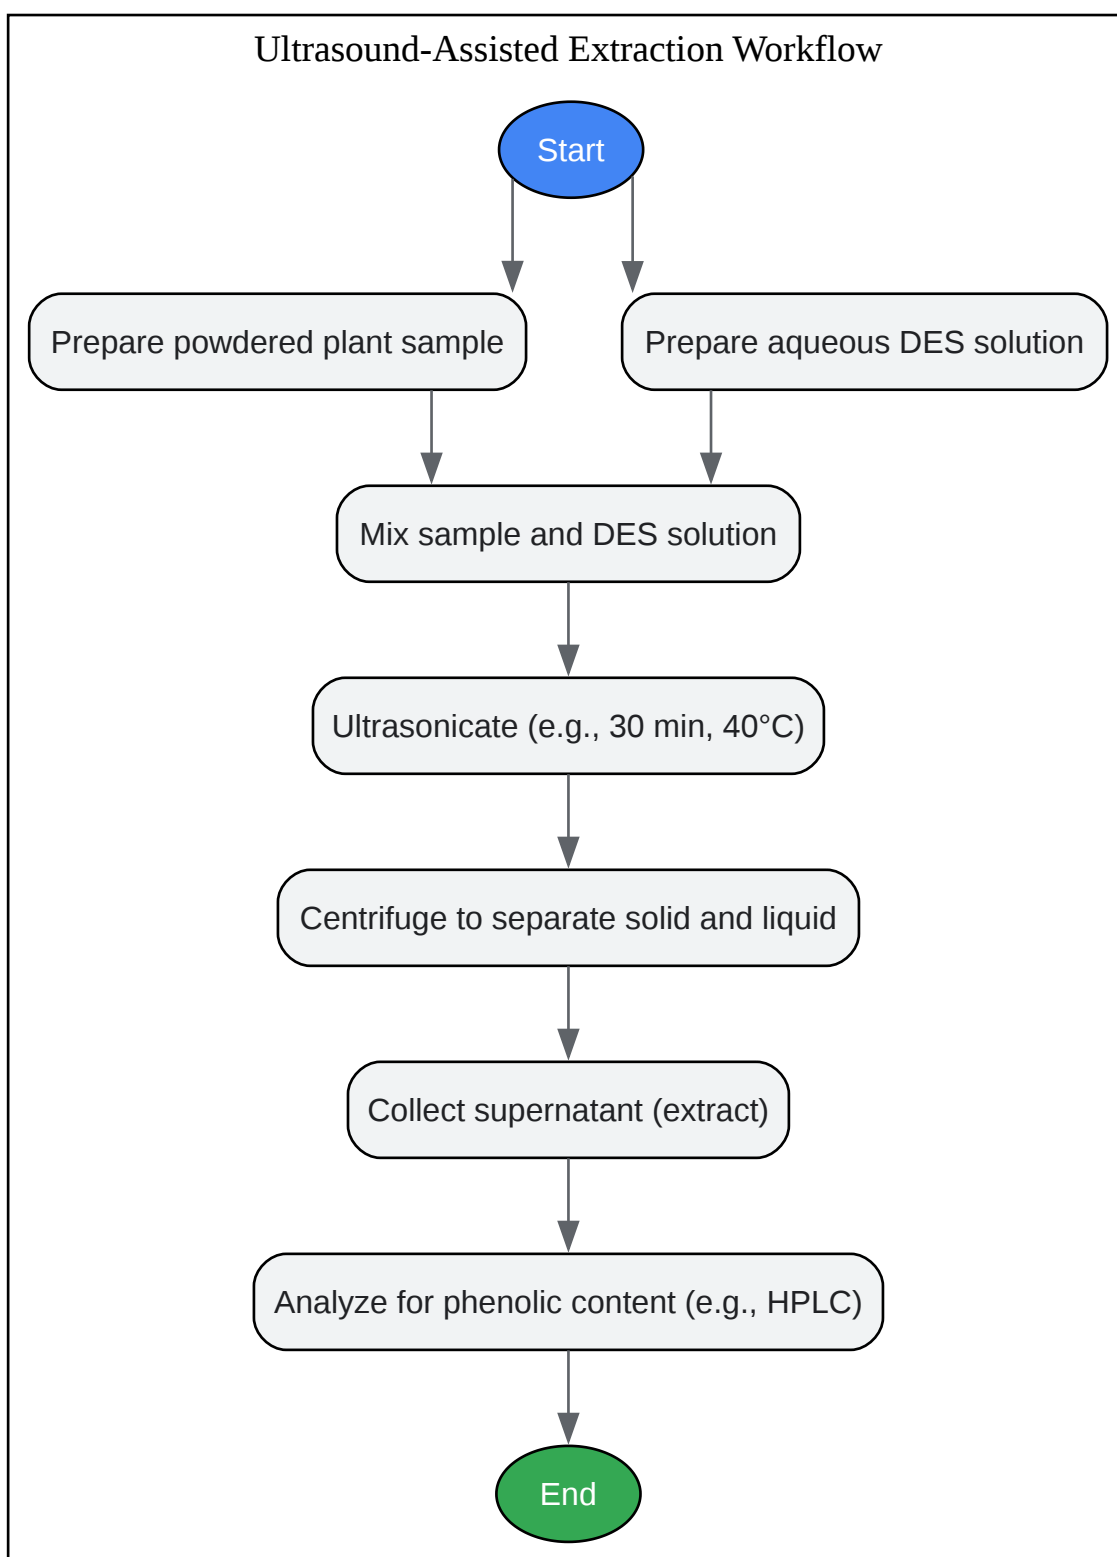 Ultrasound-Assisted Extraction Workflow
Start
Prepare powdered plant sample
Prepare aqueous DES solution
Mix sample and DES solution
Ultrasonicate (e.g., 30 min, 40°C)
Centrifuge to separate solid and liquid
Collect supernatant (extract)
Analyze for phenolic content (e.g., HPLC)
End